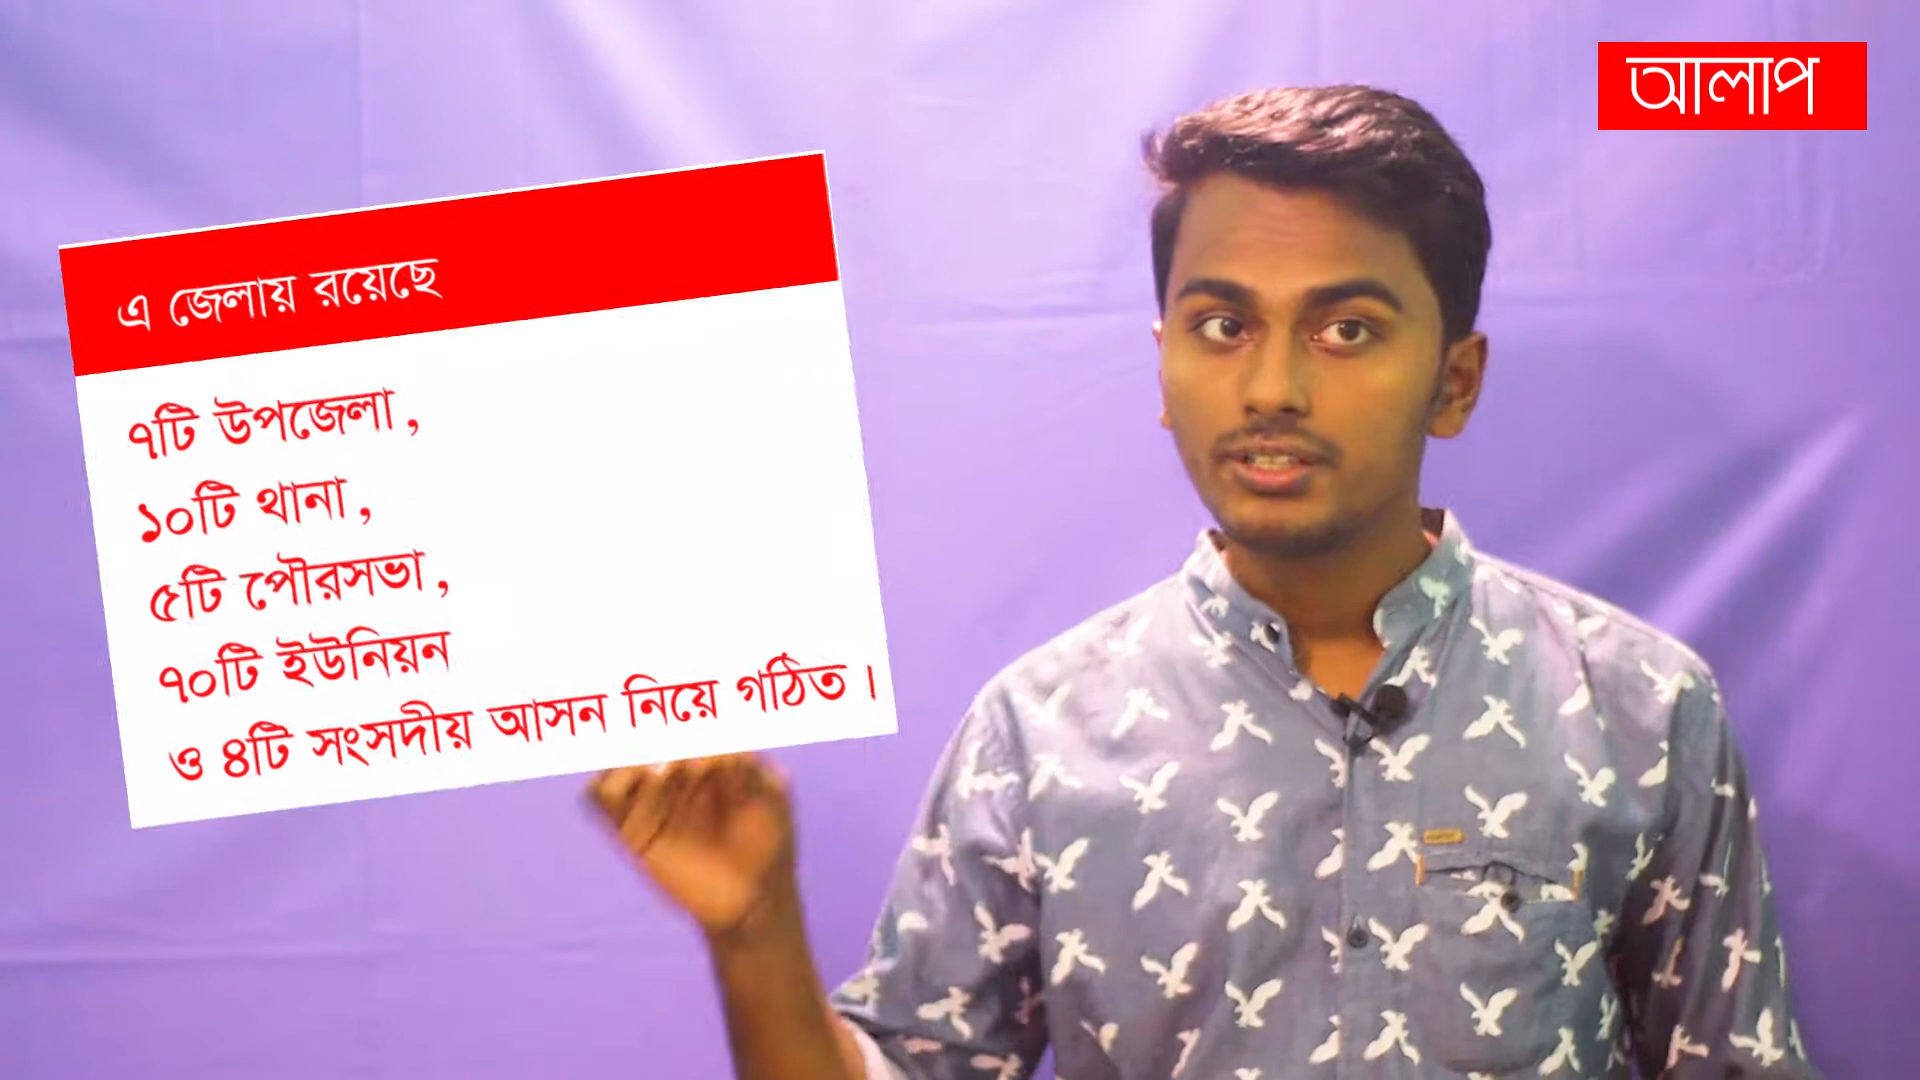 আলাপ
এ জেলায় রয়েছে
৭টি উপজেলা,
১০টি থানা,
৫টি পৌরসভা,
৭০টি ইউনিয়ন
ও ৪টি সংসদীয় আসন নিয়ে গঠিত।